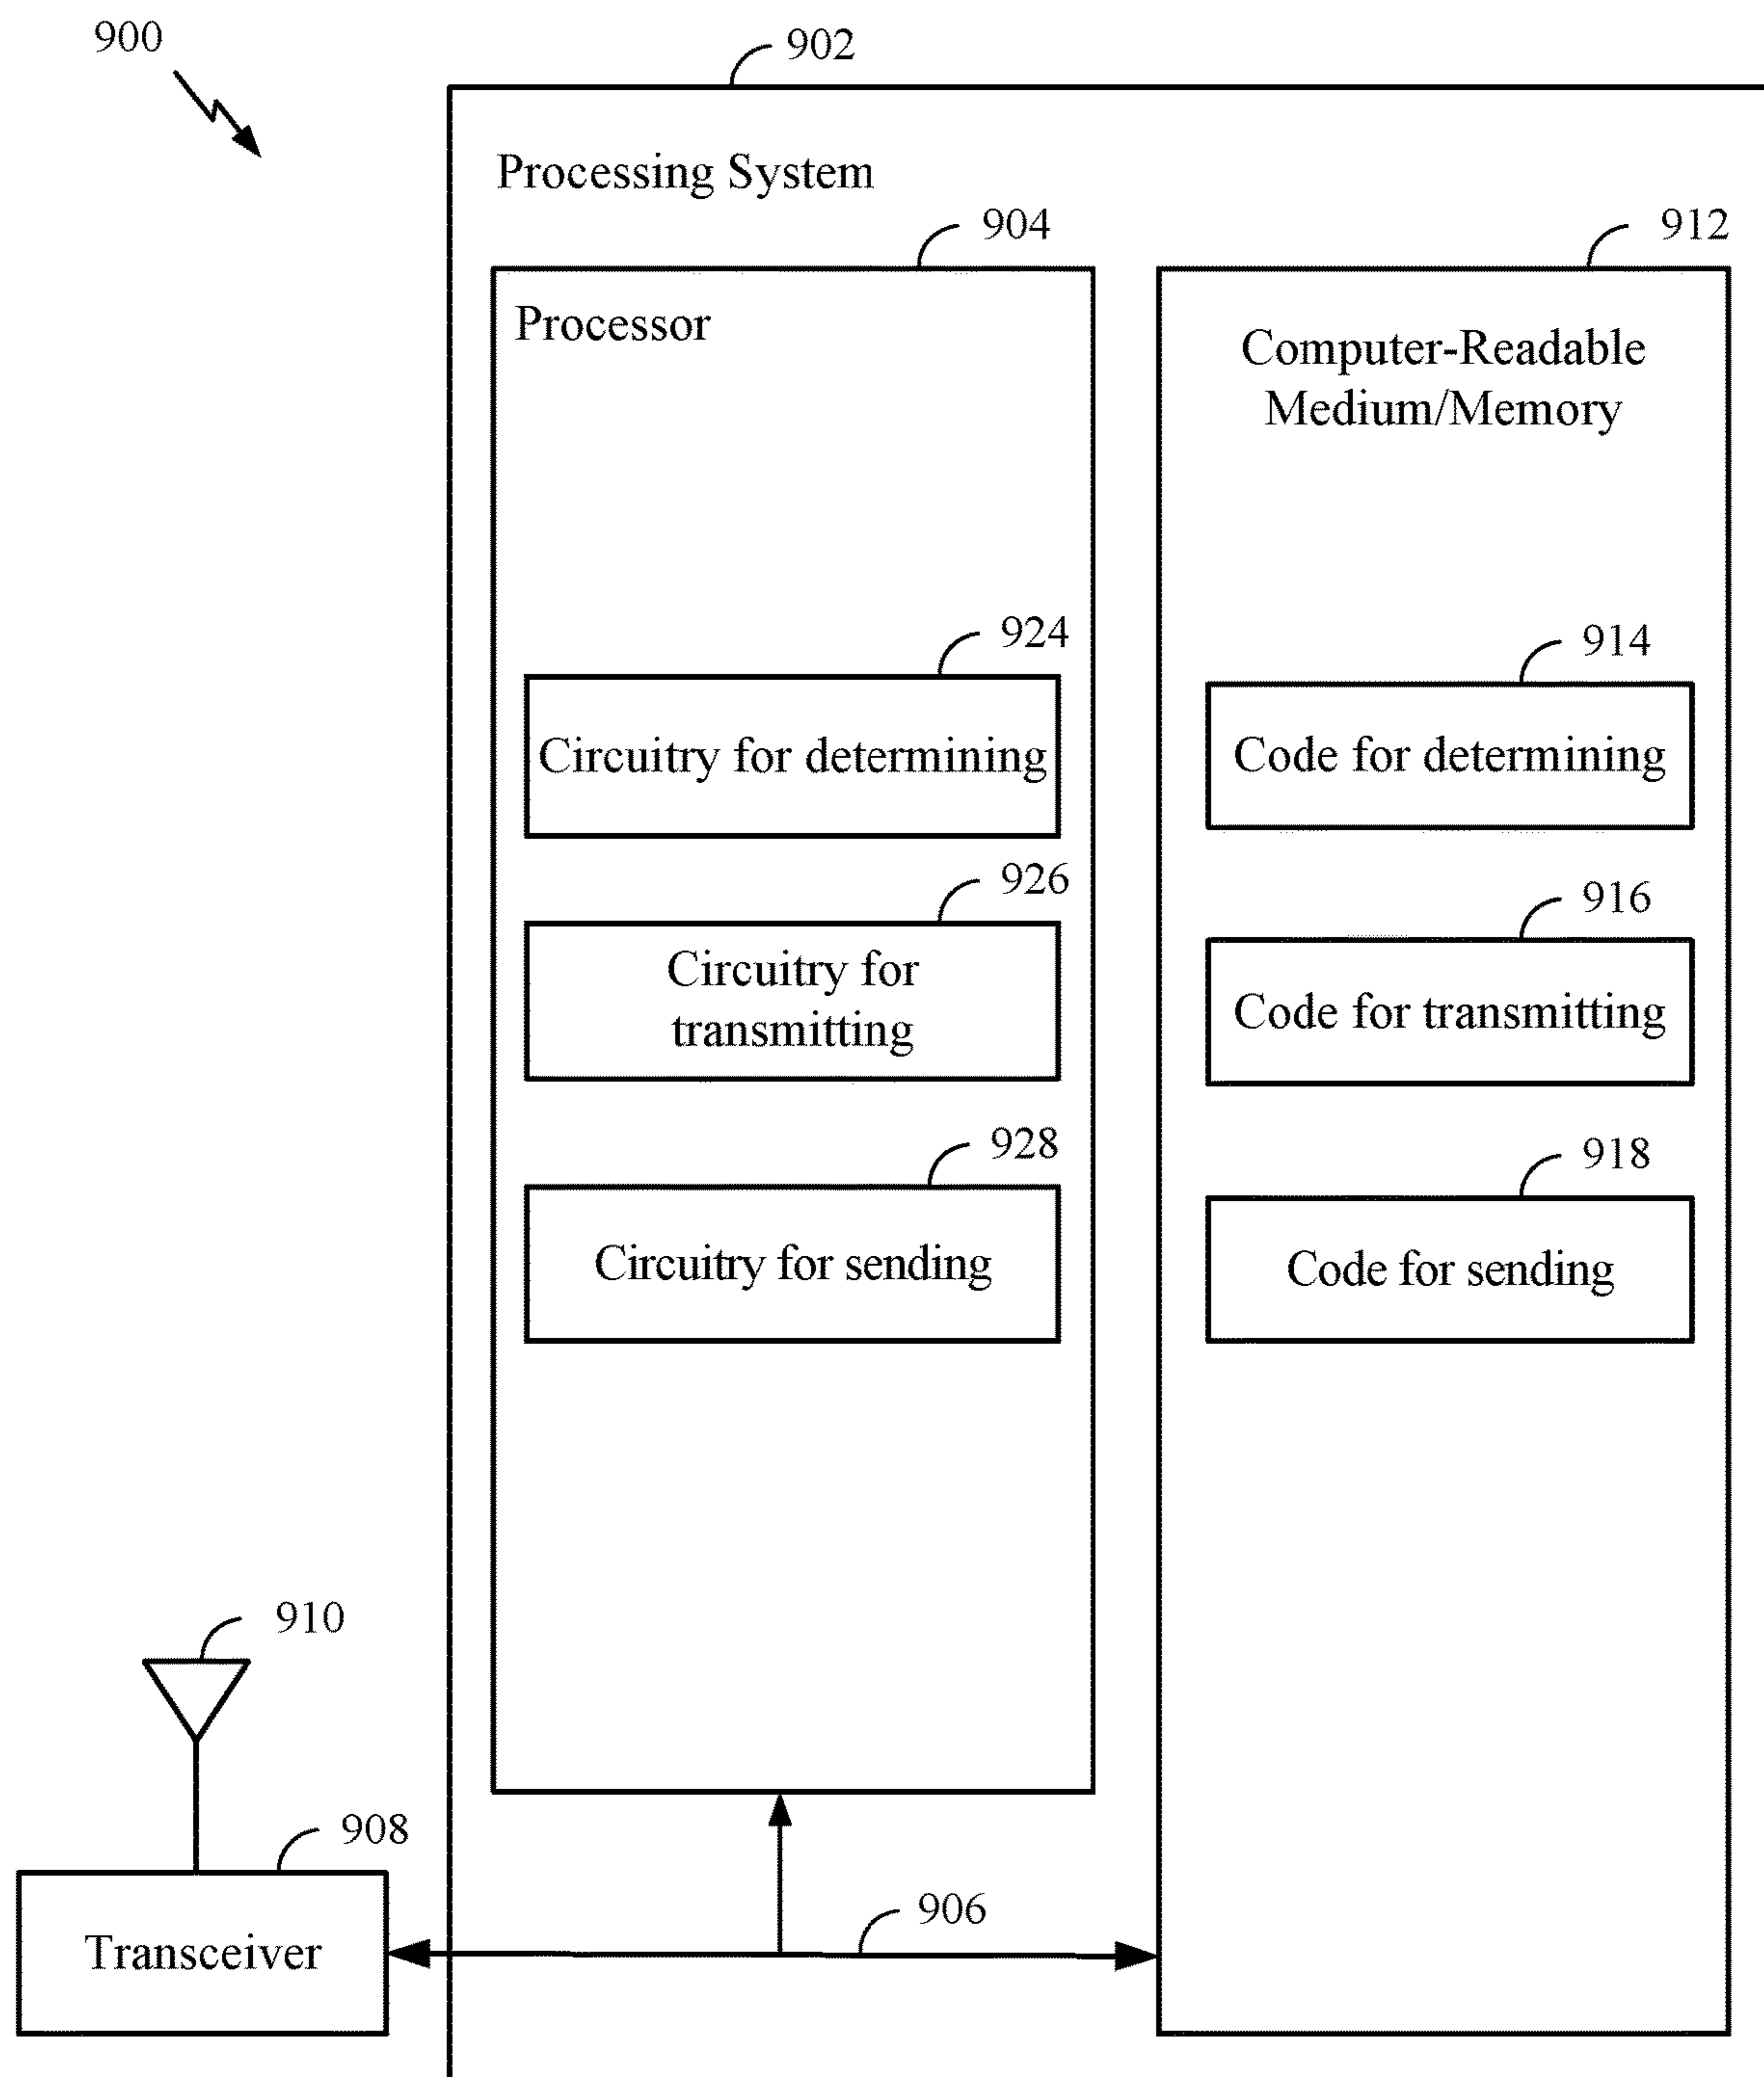 900
902
Processing System
904
912
Processor
Computer-Readable
Medium/Memory
924
914
Circuitry for determining
Code for determining
926
916
Circuitry for
transmitting
Code for transmitting
928
918
Circuitry for sending
Code for sending
910
908
906
Transceiver